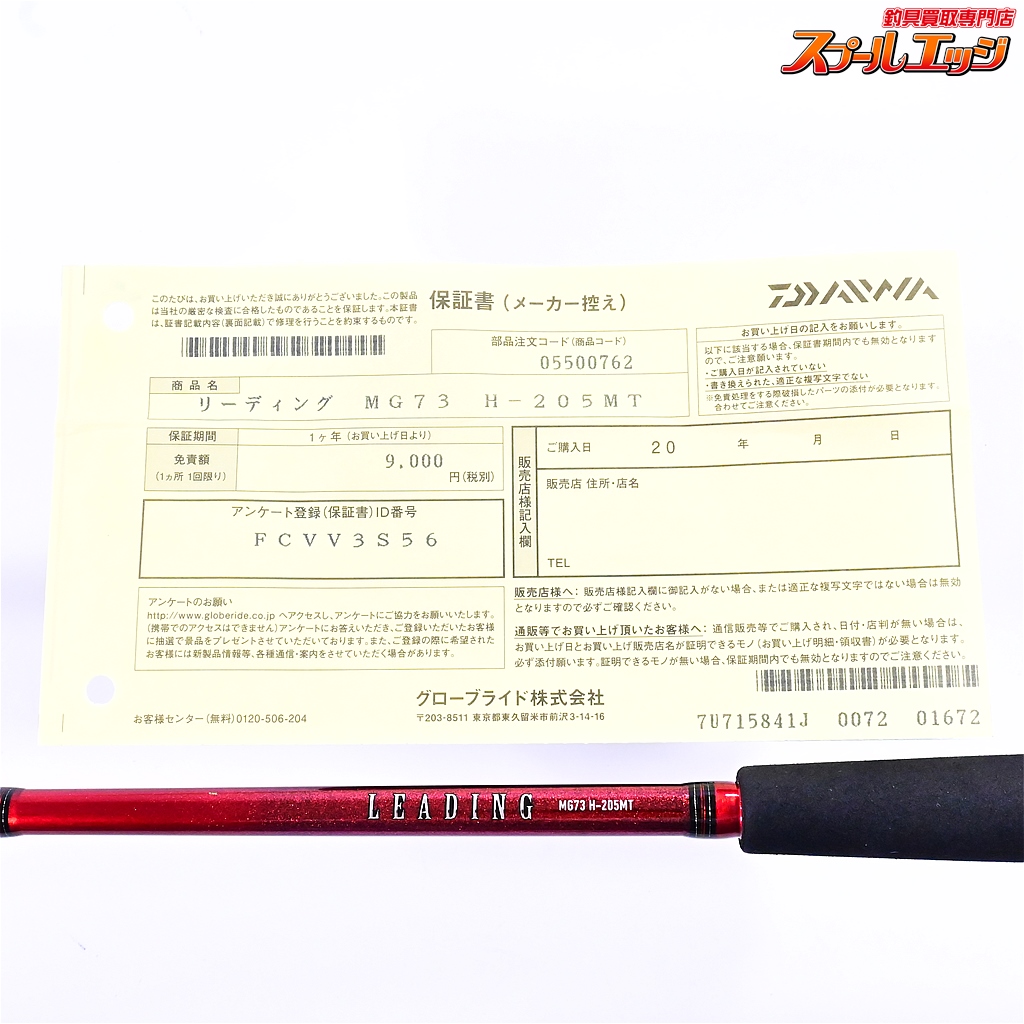 釣具買取専門店
スプールエッジ
このたびは、お買い上げいただき誠にありがとうございました。この製品
は当社の厳密な検査に合格したものであることを保証します。本証書
は、証書記載内容(裏面記載)で修理を行うことを約束するものです。
保証書(メーカー控え)
DAIWA
部品注文コード(商品コード)
05500762
お買い上げ日の記入をお願いします。
以下に該当する場合、保証書期間内でも無効となります
ので、ご注意願います。
・ご購入日が記入されていない
・書き換えられた、適正な複写文字でない
※免責処理をする際破損したパーツの添付が必要となります。
合わせてご注意ください。
商品名
リーディング MG73 H-205MT
保証期間
1ヶ年(お買い上げ日より)
免責額
(1ヵ所 1回限り)
9,000
円(税別)
販売店様記入欄
ご購入日 20 年 月 日
販売店 住所・店名
TEL
アンケート登録(保証書)ID番号
FCVV3S56
アンケートのお願い
http://www.globeride.co.jp へアクセスし、アンケートにご協力をお願いいたします。
(携帯でのアクセスはできません)アンケートにお答えいただき、ご登録いただいたお客様
に抽選で景品をプレゼントさせていただいております。また、ご登録の際に希望された
お客様には新製品情報等、各種通信・案内をさせていただく場合があります。
販売店様へ:販売店様記入欄に御記入がない場合、または適正な複写文字ではない場合は無効
となりますので必ずご確認ください。
通販等でお買い上げ頂いたお客様へ:通信販売等でご購入され、日付・店判が無い場合は、
お買い上げ日とお買い上げ販売店名が証明できるモノ(お買い上げ明細・領収書)が必要となります。
必ず添付願います。証明できるモノが無い場合、保証期間内でも無効となりますのでご注意ください。
グローブライド株式会社
お客様センター(無料)0120-506-204
〒203-8511 東京都東久留米市前沢3-14-16
7U715841J 0072 01672
LEADING MG73 H-205MT